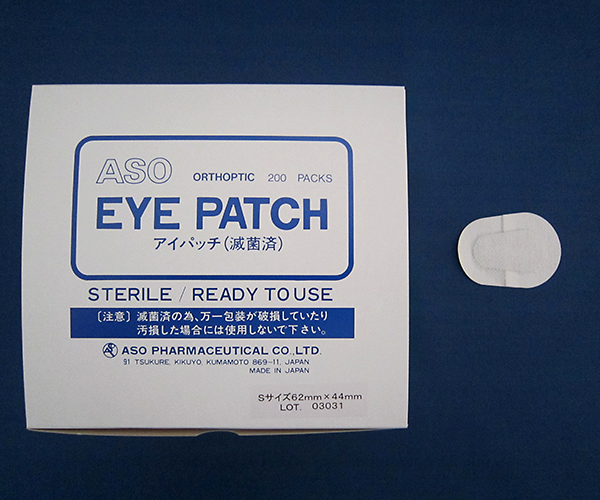 ASO ORTHOPTIC 200 PACKS
EYE PATCH
アイパッチ(滅菌済)
STERILE / READY TO USE
〔注意〕滅菌済の為、万一包装が破損していたり
汚損した場合には使用しないで下さい。
ASO PHARMACEUTICAL CO.,LTD.
91 TSUKURE, KIKUYO, KUMAMOTO 869-11, JAPAN
MADE IN JAPAN
Sサイズ62mm×44mm
LOT. 03031